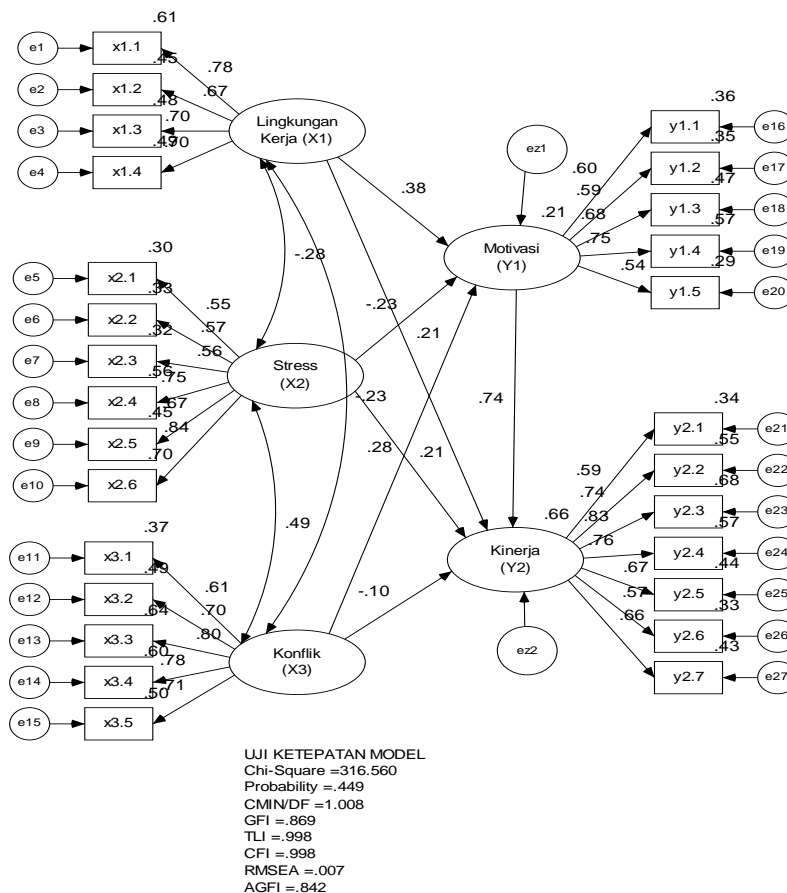 .61
e1
x1.1
.45
.78
e2
x1.2
.67
.48
e3
x1.3
.70
.49
.70
e4
x1.4
Lingkungan
Kerja (X1)
.30
e5
x2.1
.33
.55
e6
x2.2
.57
.32
e7
x2.3
.56
.56
.75
e8
x2.4
.67
.45
e9
x2.5
.84
.70
e10
x2.6
Stress
(X2)
.37
e11
x3.1
.49
.61
e12
x3.2
.70
.64
e13
x3.3
.80
.60
.78
e14
x3.4
.71
.50
e15
x3.5
Konflik
(X3)
-.28
-.23
.49
.38
-.23
.21
.28
.21
-.10
.74
ez1
.21
Motivasi
(Y1)
.36
.60
y1.1
e16
.35
.59
y1.2
e17
.47
.68
y1.3
e18
.57
.75
y1.4
e19
.29
.54
y1.5
e20
.66
Kinerja
(Y2)
ez2
.34
.59
y2.1
e21
.55
.74
y2.2
e22
.68
.83
y2.3
e23
.57
.76
y2.4
e24
.44
.67
y2.5
e25
.33
.57
y2.6
e26
.43
.66
y2.7
e27
UJI KETEPATAN MODEL
Chi-Square =316.560
Probability =.449
CMIN/DF =1.008
GFI =.869
TLI =.998
CFI =.998
RMSEA =.007
AGFI =.842